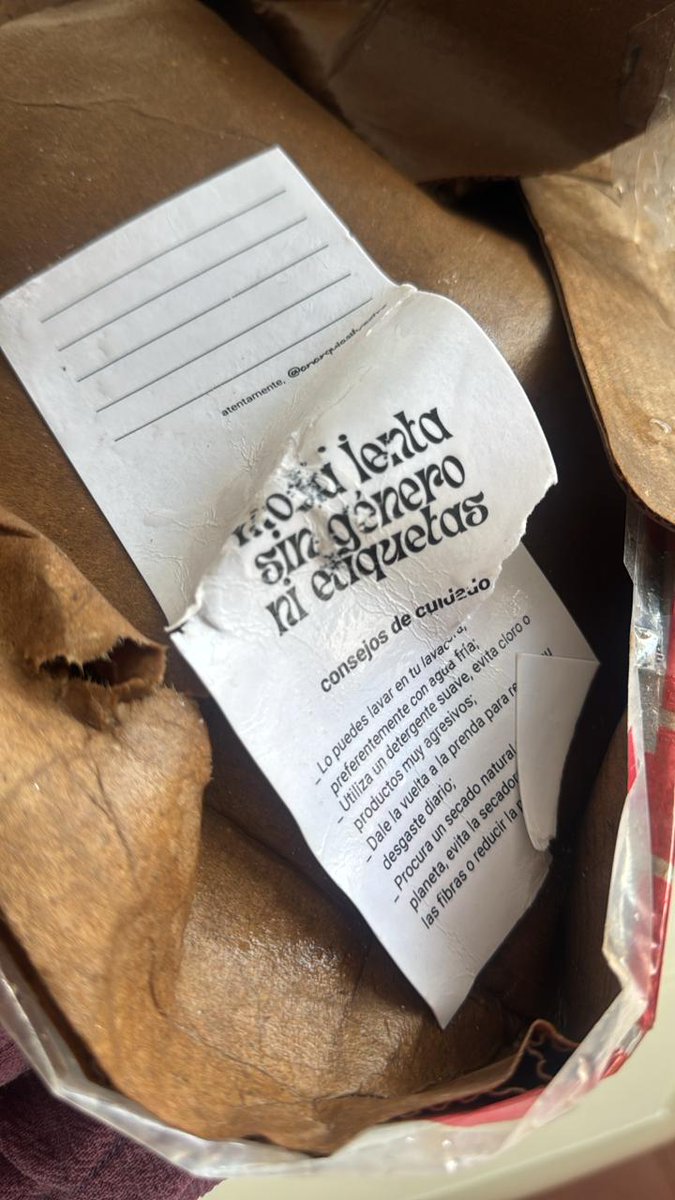 atentamente,
lenta
sin género
ni etiquetas
consejos de cuidado
- Lo puedes lavar en tu
preferentemente con agua fría;
- Utiliza un detergente suave, evita cloro o
productos muy agresivos;
- Dale la vuelta a la prenda para
desgaste diario;
- Procura un secado natural
planeta, evita la
las fibras o reducir la